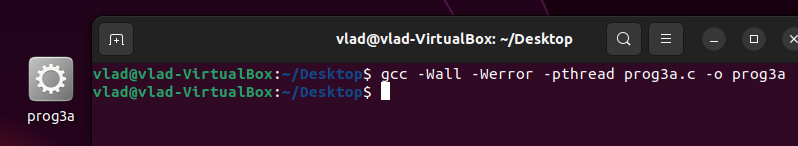 vlad@vlad-VirtualBox: ~/Desktop
vlad@vlad-VirtualBox:~/Desktop$ gcc -Wall -Werror -pthread prog3a.c -o prog3a
vlad@vlad-VirtualBox:~/Desktop$
prog3a